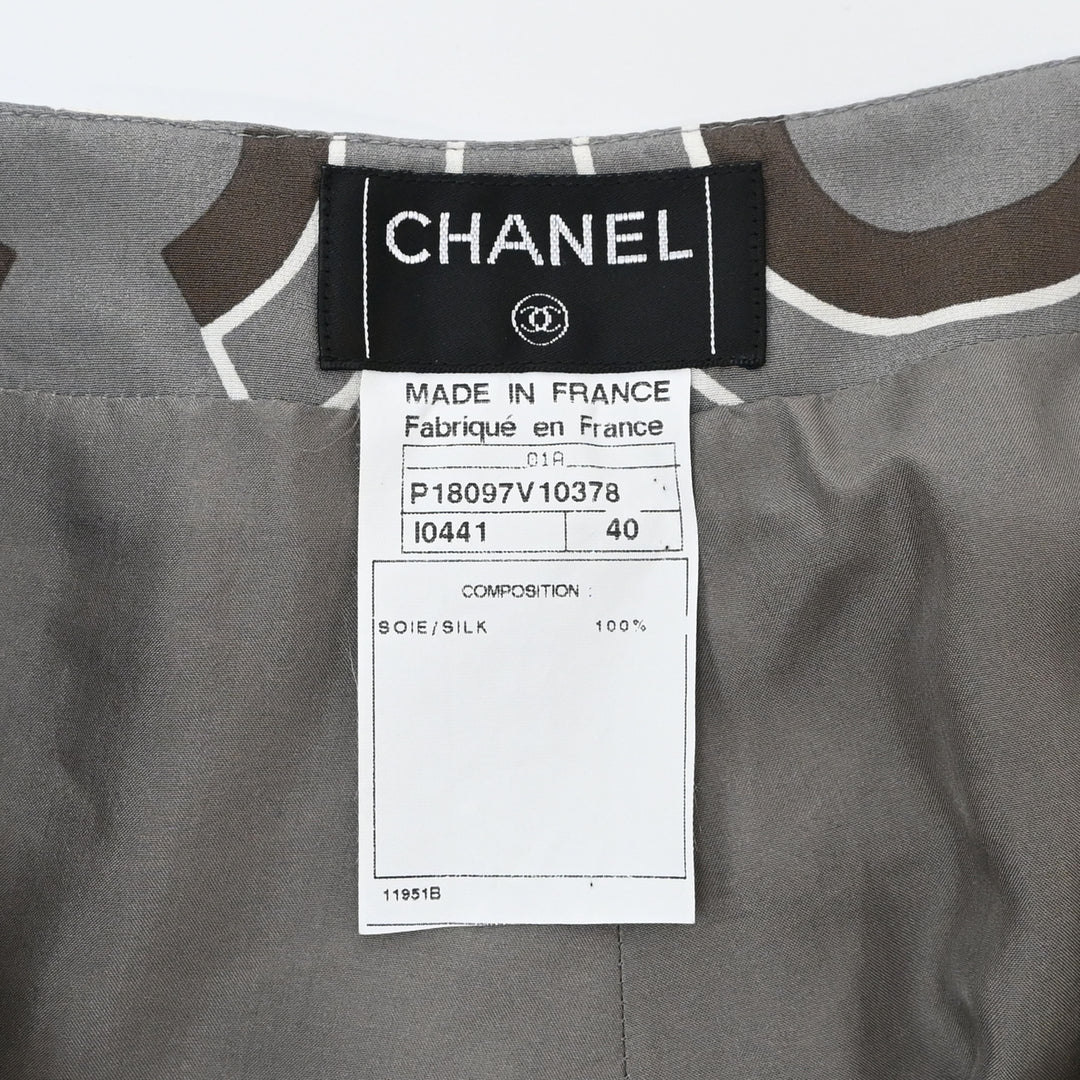 CHANEL
MADE IN FRANCE
Fabriqué en France
01A
P18097V10378
I0441 40
COMPOSITION :
SOIE/SILK 100%
11951B